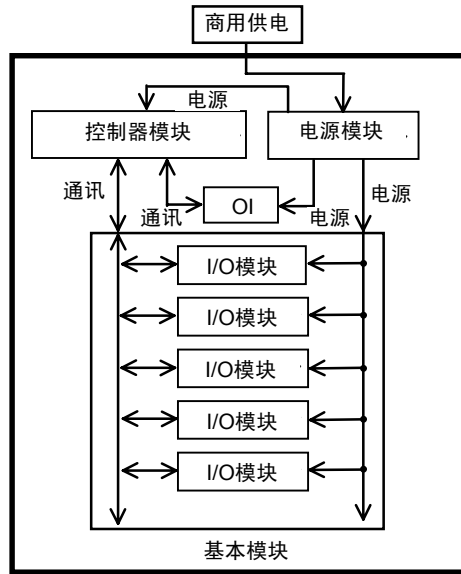 商用供电
电源
控制器模块
电源模块
通讯
OI
电源
通讯
电源
I/O模块
I/O模块
I/O模块
I/O模块
I/O模块
基本模块